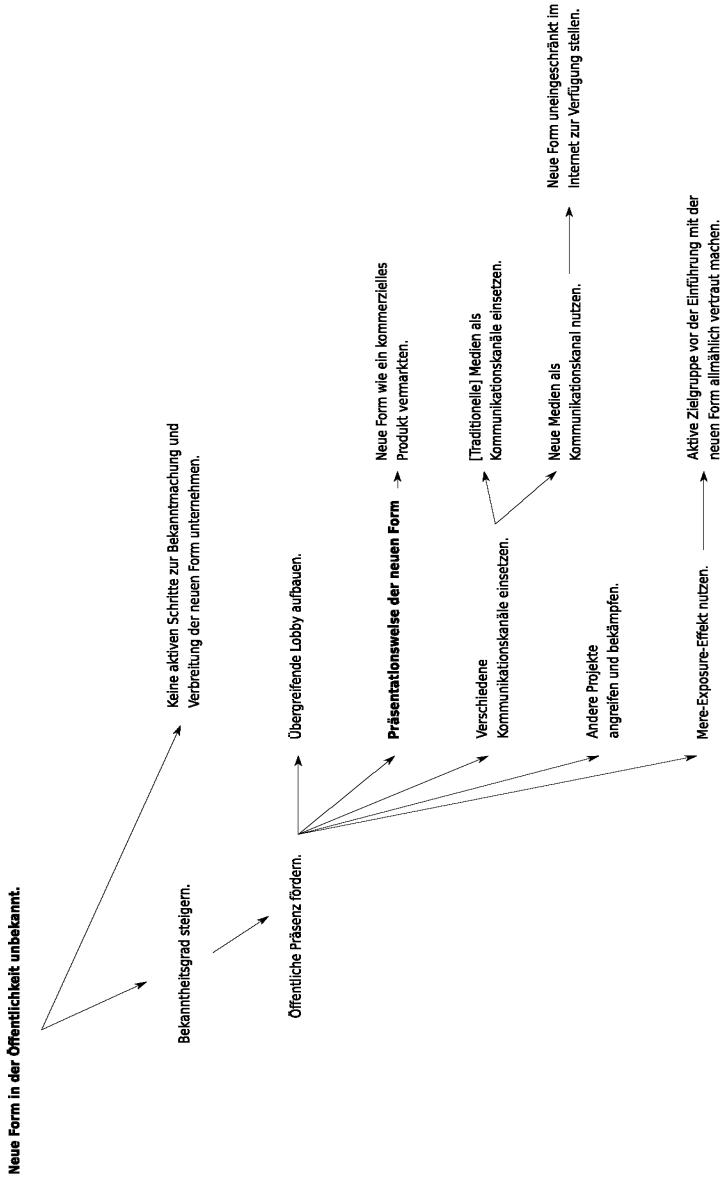 Neue Form in der Öffentlichkeit unbekannt.
Keine aktiven Schritte zur Bekanntmachung und
Verbreitung der neuen Form unternehmen.
Bekanntheitsgrad steigern.
Öffentliche Präsenz fördern.
Übergreifende Lobby aufbauen.
Präsentationsweise der neuen Form
Neue Form wie ein kommerzielles
Produkt vermarkten.
Verschiedene
Kommunikationskanäle einsetzen.
[Traditionelle] Medien als
Kommunikationskanäle einsetzen.
Neue Medien als
Kommunikationskanal nutzen.
Neue Form uneingeschränkt im
Internet zur Verfügung stellen.
Andere Projekte
angreifen und bekämpfen.
Mere-Exposure-Effekt nutzen.
Aktive Zielgruppe vor der Einführung mit der
neuen Form allmählich vertraut machen.